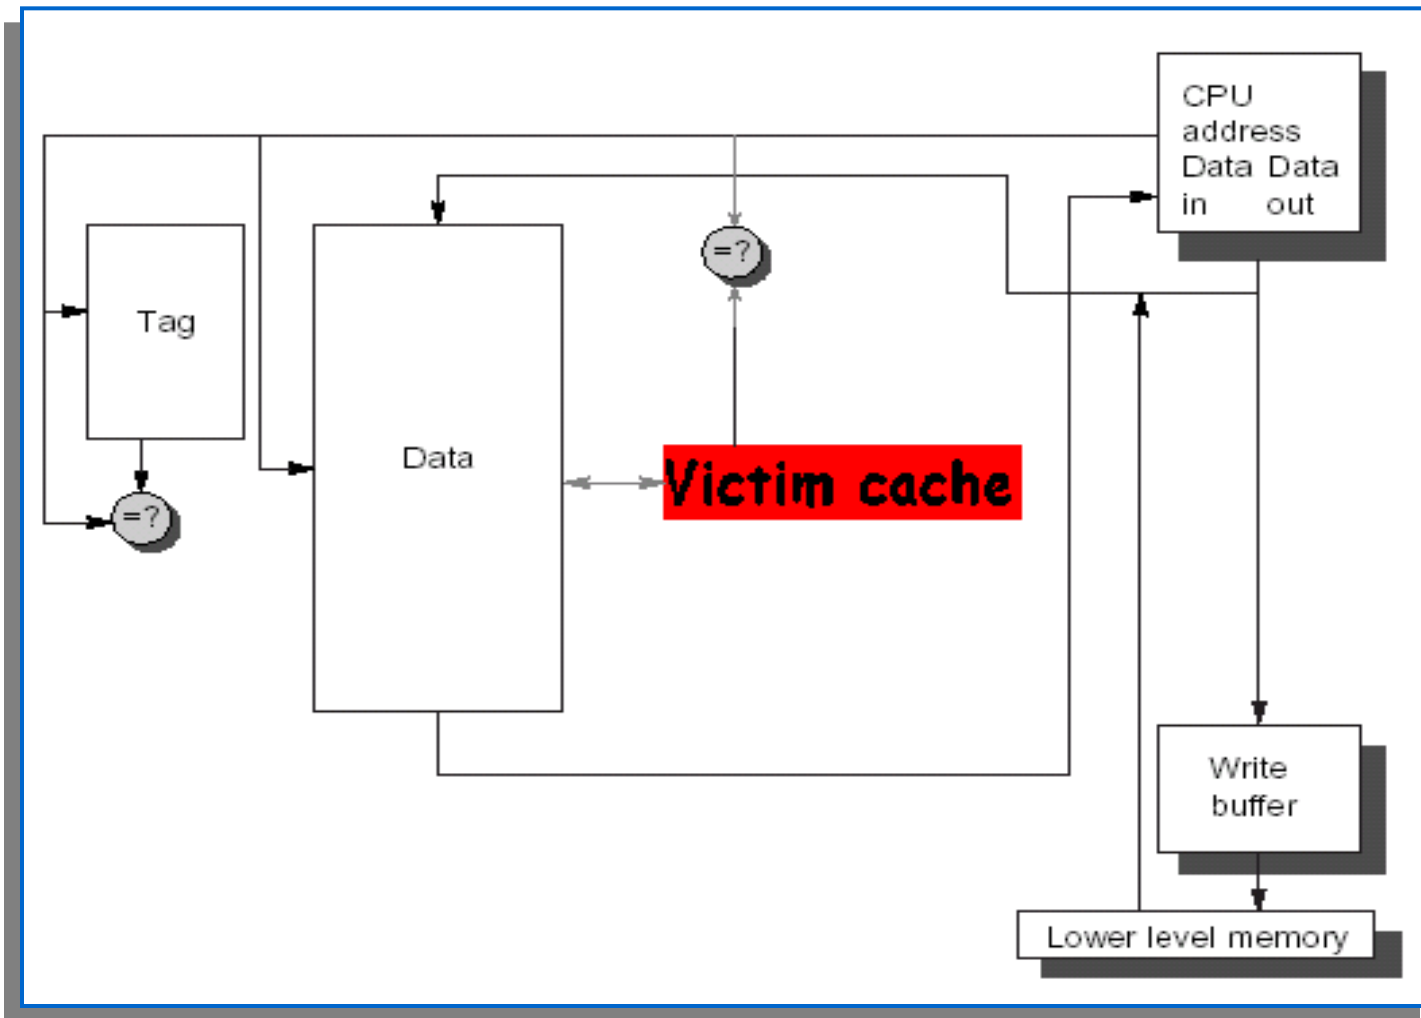 CPU
address
Data Data
in out
=?
Tag
Data
Victim cache
=?
Write
buffer
Lower level memory